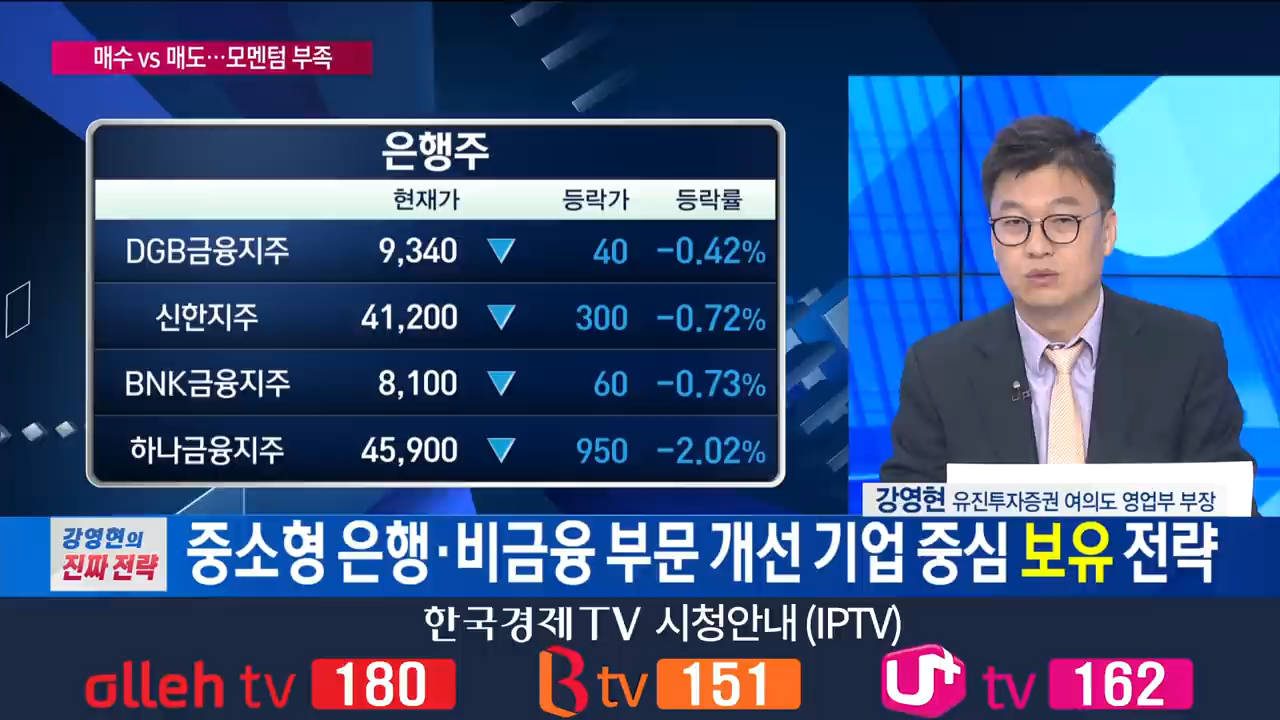 매수 vs 매도…모멘텀 부족
은행주
현재가 등락가 등락률
DGB금융지주 9,340 ▼ 40 -0.42%
신한지주 41,200 ▼ 300 -0.72%
BNK금융지주 8,100 ▼ 60 -0.73%
하나금융지주 45,900 ▼ 950 -2.02%
강영현 유진투자증권 여의도 영업부 부장
강영현의
진짜 전략
중소형 은행·비금융 부문 개선 기업 중심 보유 전략
한국경제TV 시청안내 (IPTV)
olleh tv 180 B tv 151 U+ tv 162